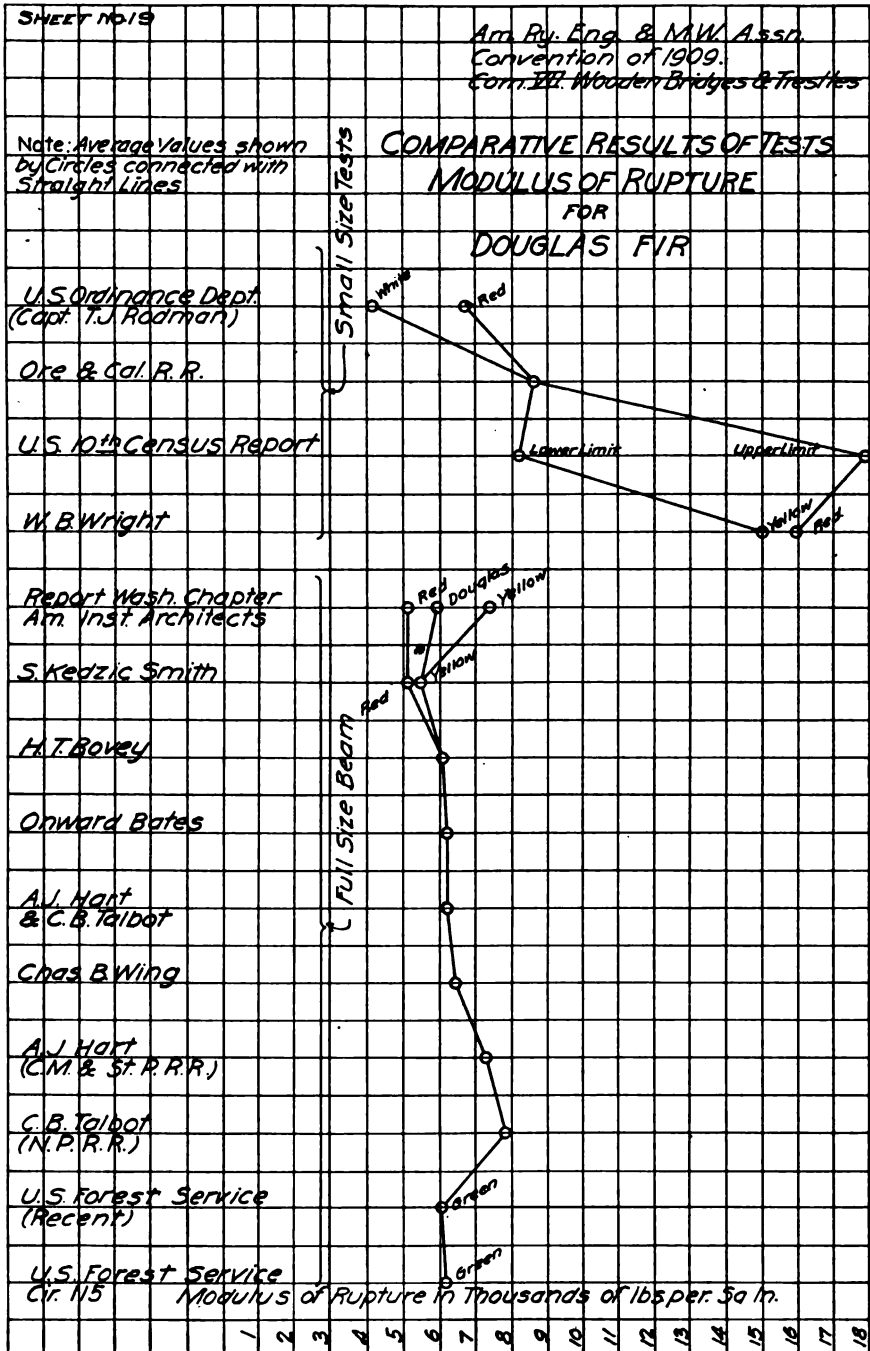 SHEET NO.19
Am. Ry. Eng. & M.W. Assn.
Convention of 1909.
Com. VII. Wooden Bridges & Trestles
Note: Average Values shown
by Circles connected with
Straight Lines
COMPARATIVE RESULTS OF TESTS
MODULUS OF RUPTURE
FOR
DOUGLAS FIR
Small Size Tests
U.S. Ordinance Dept.
(Capt. T.J. Rodman)
White
Red
Ore & Cal. R.R.
U.S. 10th Census Report
Lower Limit
Upper Limit
W. B. Wright
Yellow
Red
Report Wash. Chapter
Am. Inst. Architects
Red
Douglas
Yellow
S. Kedzic Smith
Red
Yellow
Full Size Beam
H.T. Bovey
Onward Bates
A.J. Hart
& C.B. Talbot
Chas. B. Wing
A.J. Hart
(C.M. & St. P. R.R.)
C.B. Talbot
(N.P. R.R.)
U.S. Forest Service
(Recent)
Green
U.S. Forest Service
Cir. 115
Green
Modulus of Rupture in Thousands of lbs per. Sq In.
1 2 3 4 5 6 7 8 9 10 11 12 13 14 15 16 17 18